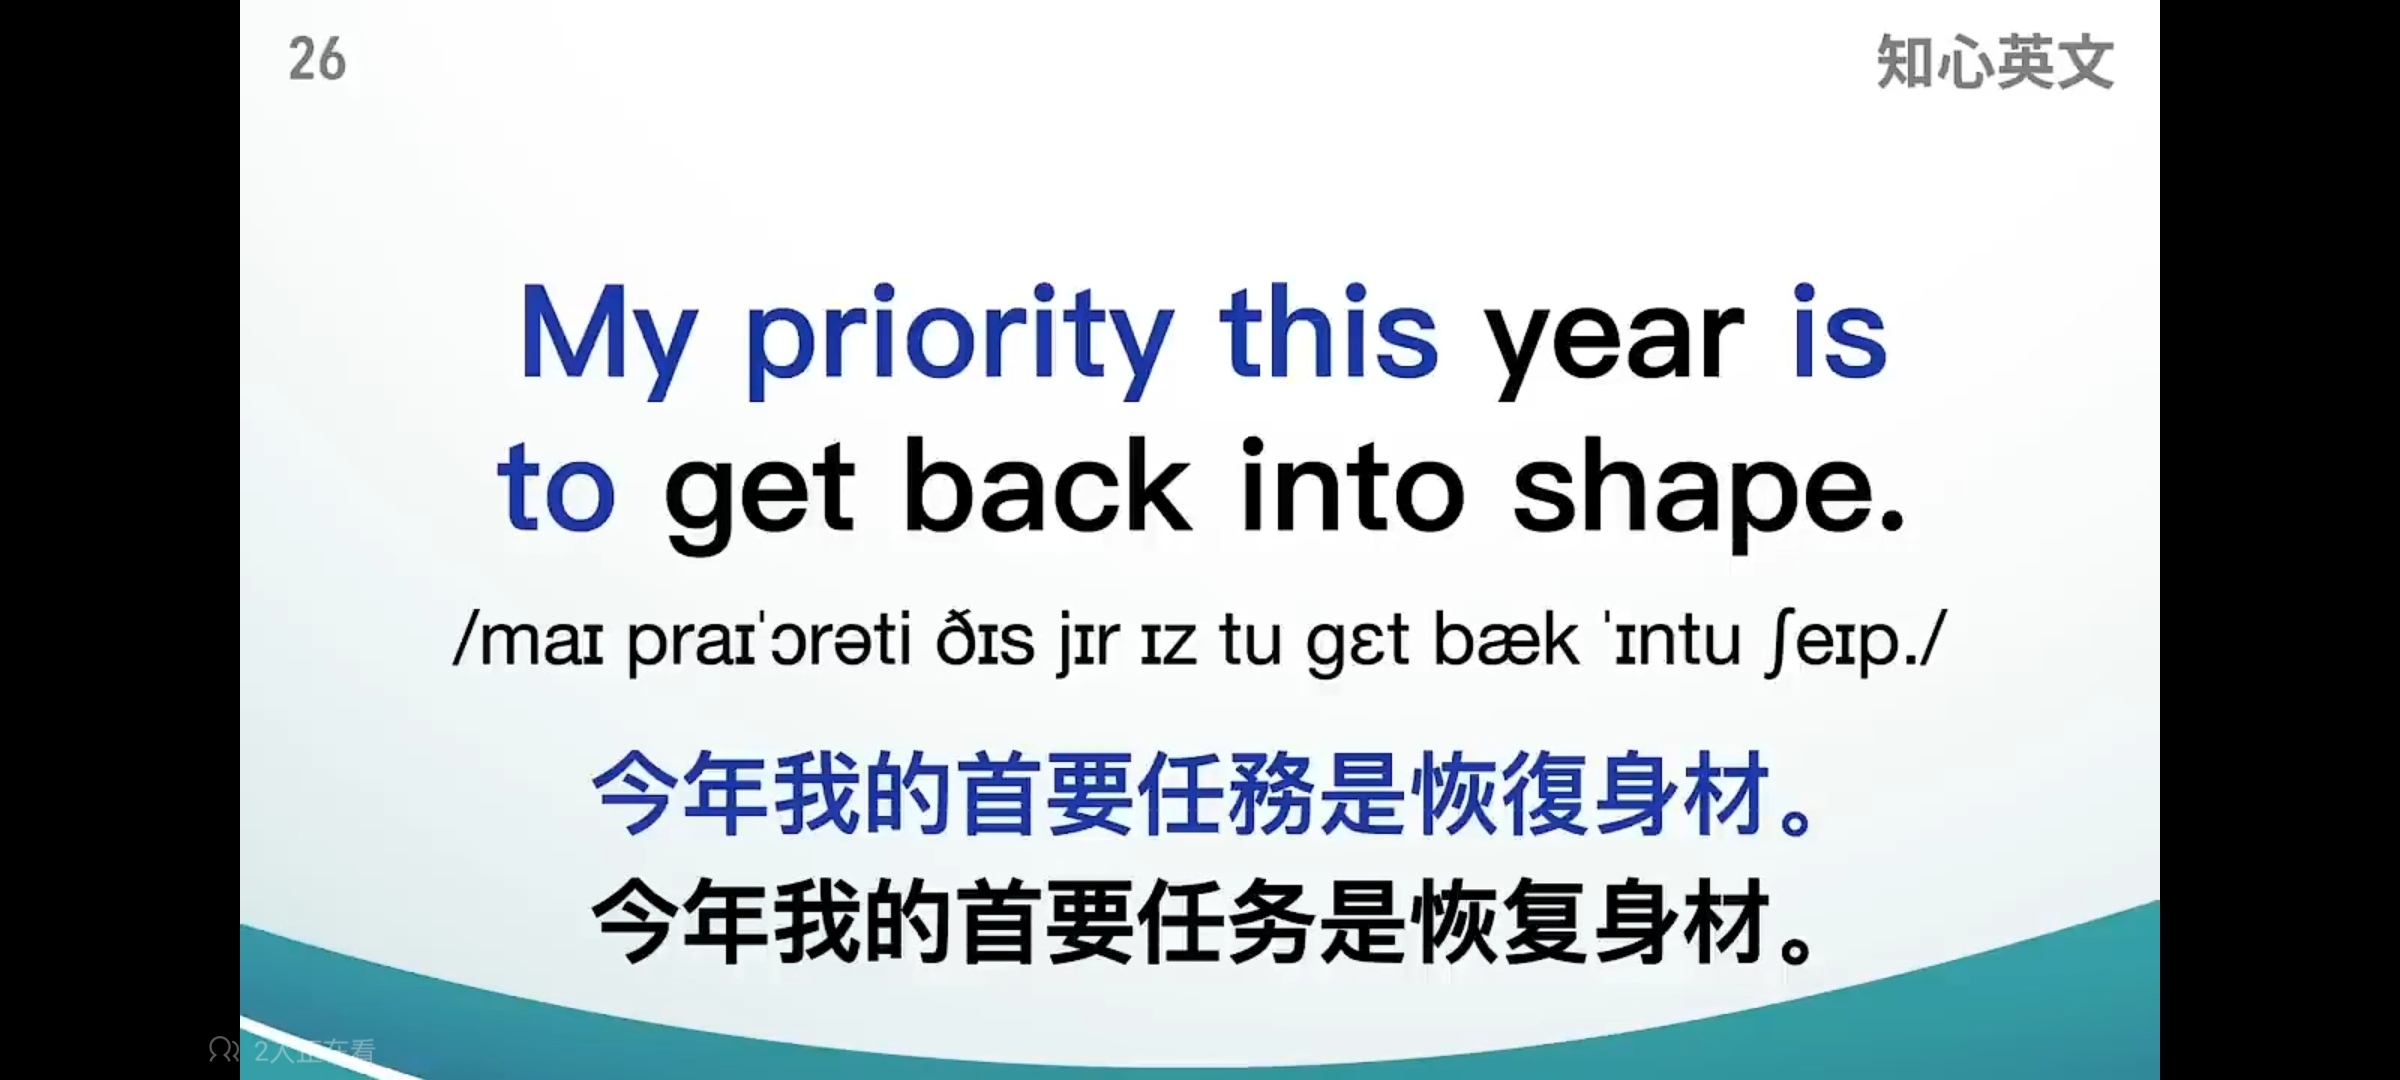 26
知心英文
My priority this year is
to get back into shape.
/maɪ praɪˈɔrəti ðɪs jɪr ɪz tu gɛt bæk ˈɪntu ʃeɪp./
今年我的首要任務是恢復身材。
今年我的首要任务是恢复身材。
2人正在看